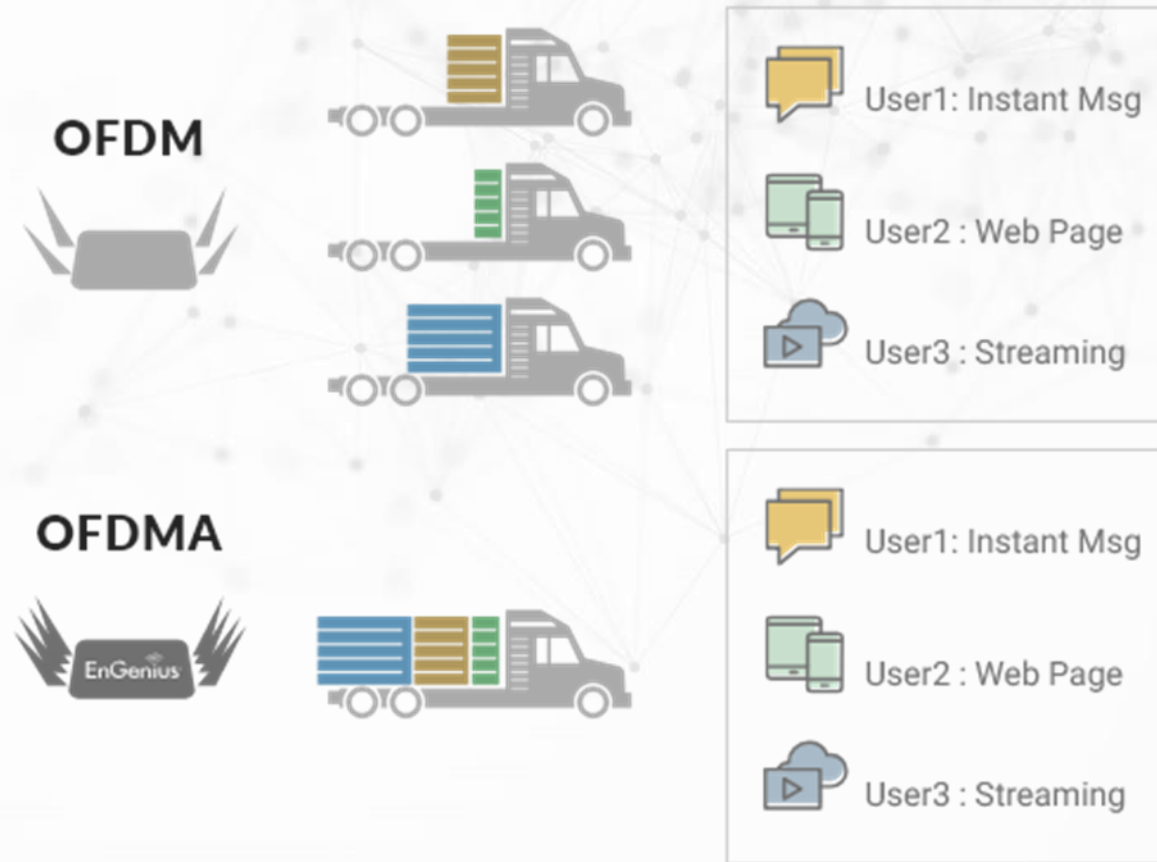 OFDM
User1: Instant Msg
User2 : Web Page
User3 : Streaming
OFDMA
EnGenius
User1: Instant Msg
User2 : Web Page
User3 : Streaming